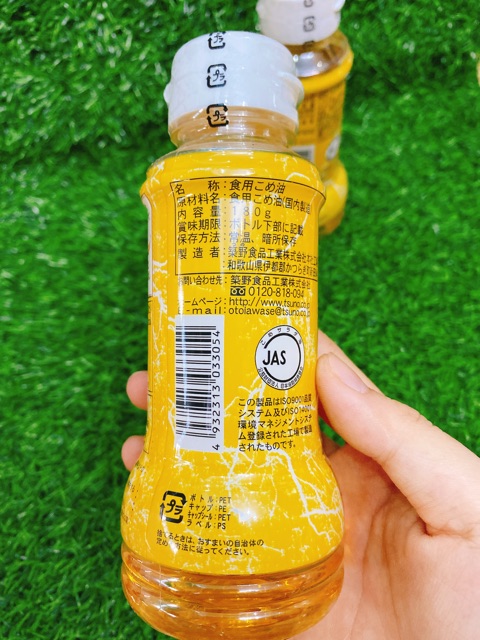 プラ
プラ
プラ
名 称:食用こめ油
原材料名:食用こめ油(国内製造)
内 容 量:180g
賞味期限:ボトル下部に記載
保存方法:常温、暗所保存
製 造 者:築野食品工業株式会社
和歌山県伊都郡かつらぎ町
お問い合わせ先:築野食品工業株式会社
0120-818-094
ホームページ:http://www.tsuno.co.jp
e-mail:otoiawase@tsuno.co.jp
JAS
4 932313 033054
この製品はISO9001品質
システム及びISO14001
環境マネジメントシステ
ム登録された工場で製造
されたものです。
プラ
ボトル:PET
キャップ:PE
キャップシール:PET
ラベル:PS
捨てるときは、お住まいの自治体の
定めた方法に従ってください。